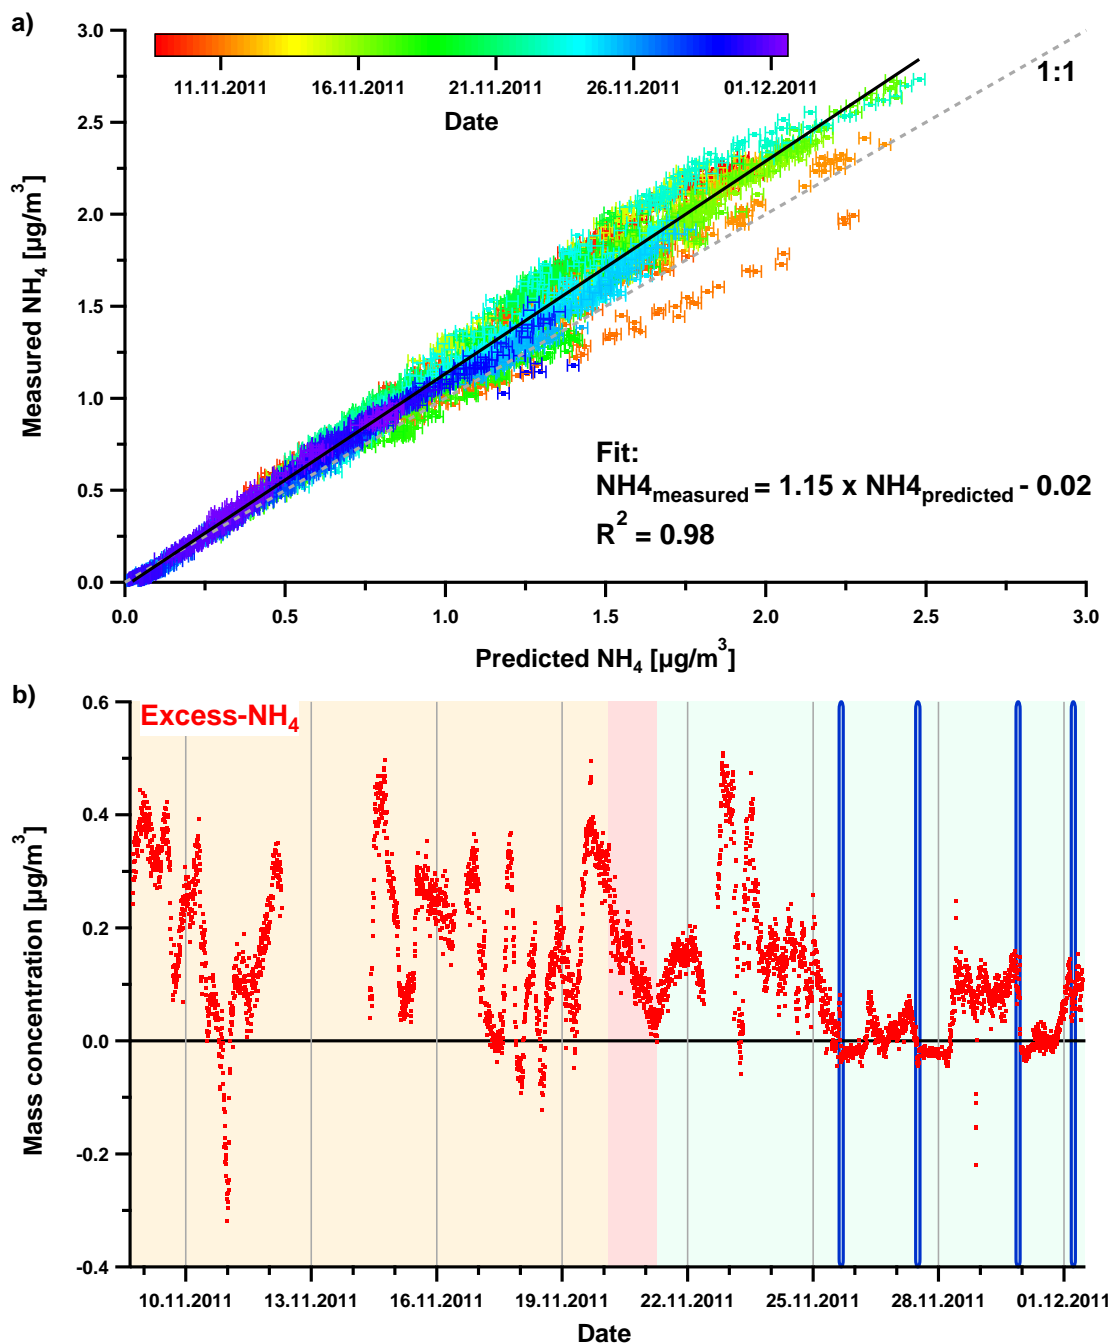 a)
3.0
2.5
2.0
1.5
1.0
0.5
0.0
Measured NH4 [µg/m3]
11.11.2011 16.11.2011 21.11.2011 26.11.2011 01.12.2011
Date
1:1
Fit:
NH4measured = 1.15 x NH4predicted - 0.02
R2 = 0.98
0.0 0.5 1.0 1.5 2.0 2.5 3.0
Predicted NH4 [µg/m3]
b)
0.6
0.4
0.2
0.0
-0.2
-0.4
Mass concentration [µg/m3]
Excess-NH4
10.11.2011 13.11.2011 16.11.2011 19.11.2011 22.11.2011 25.11.2011 28.11.2011 01.12.2011
Date